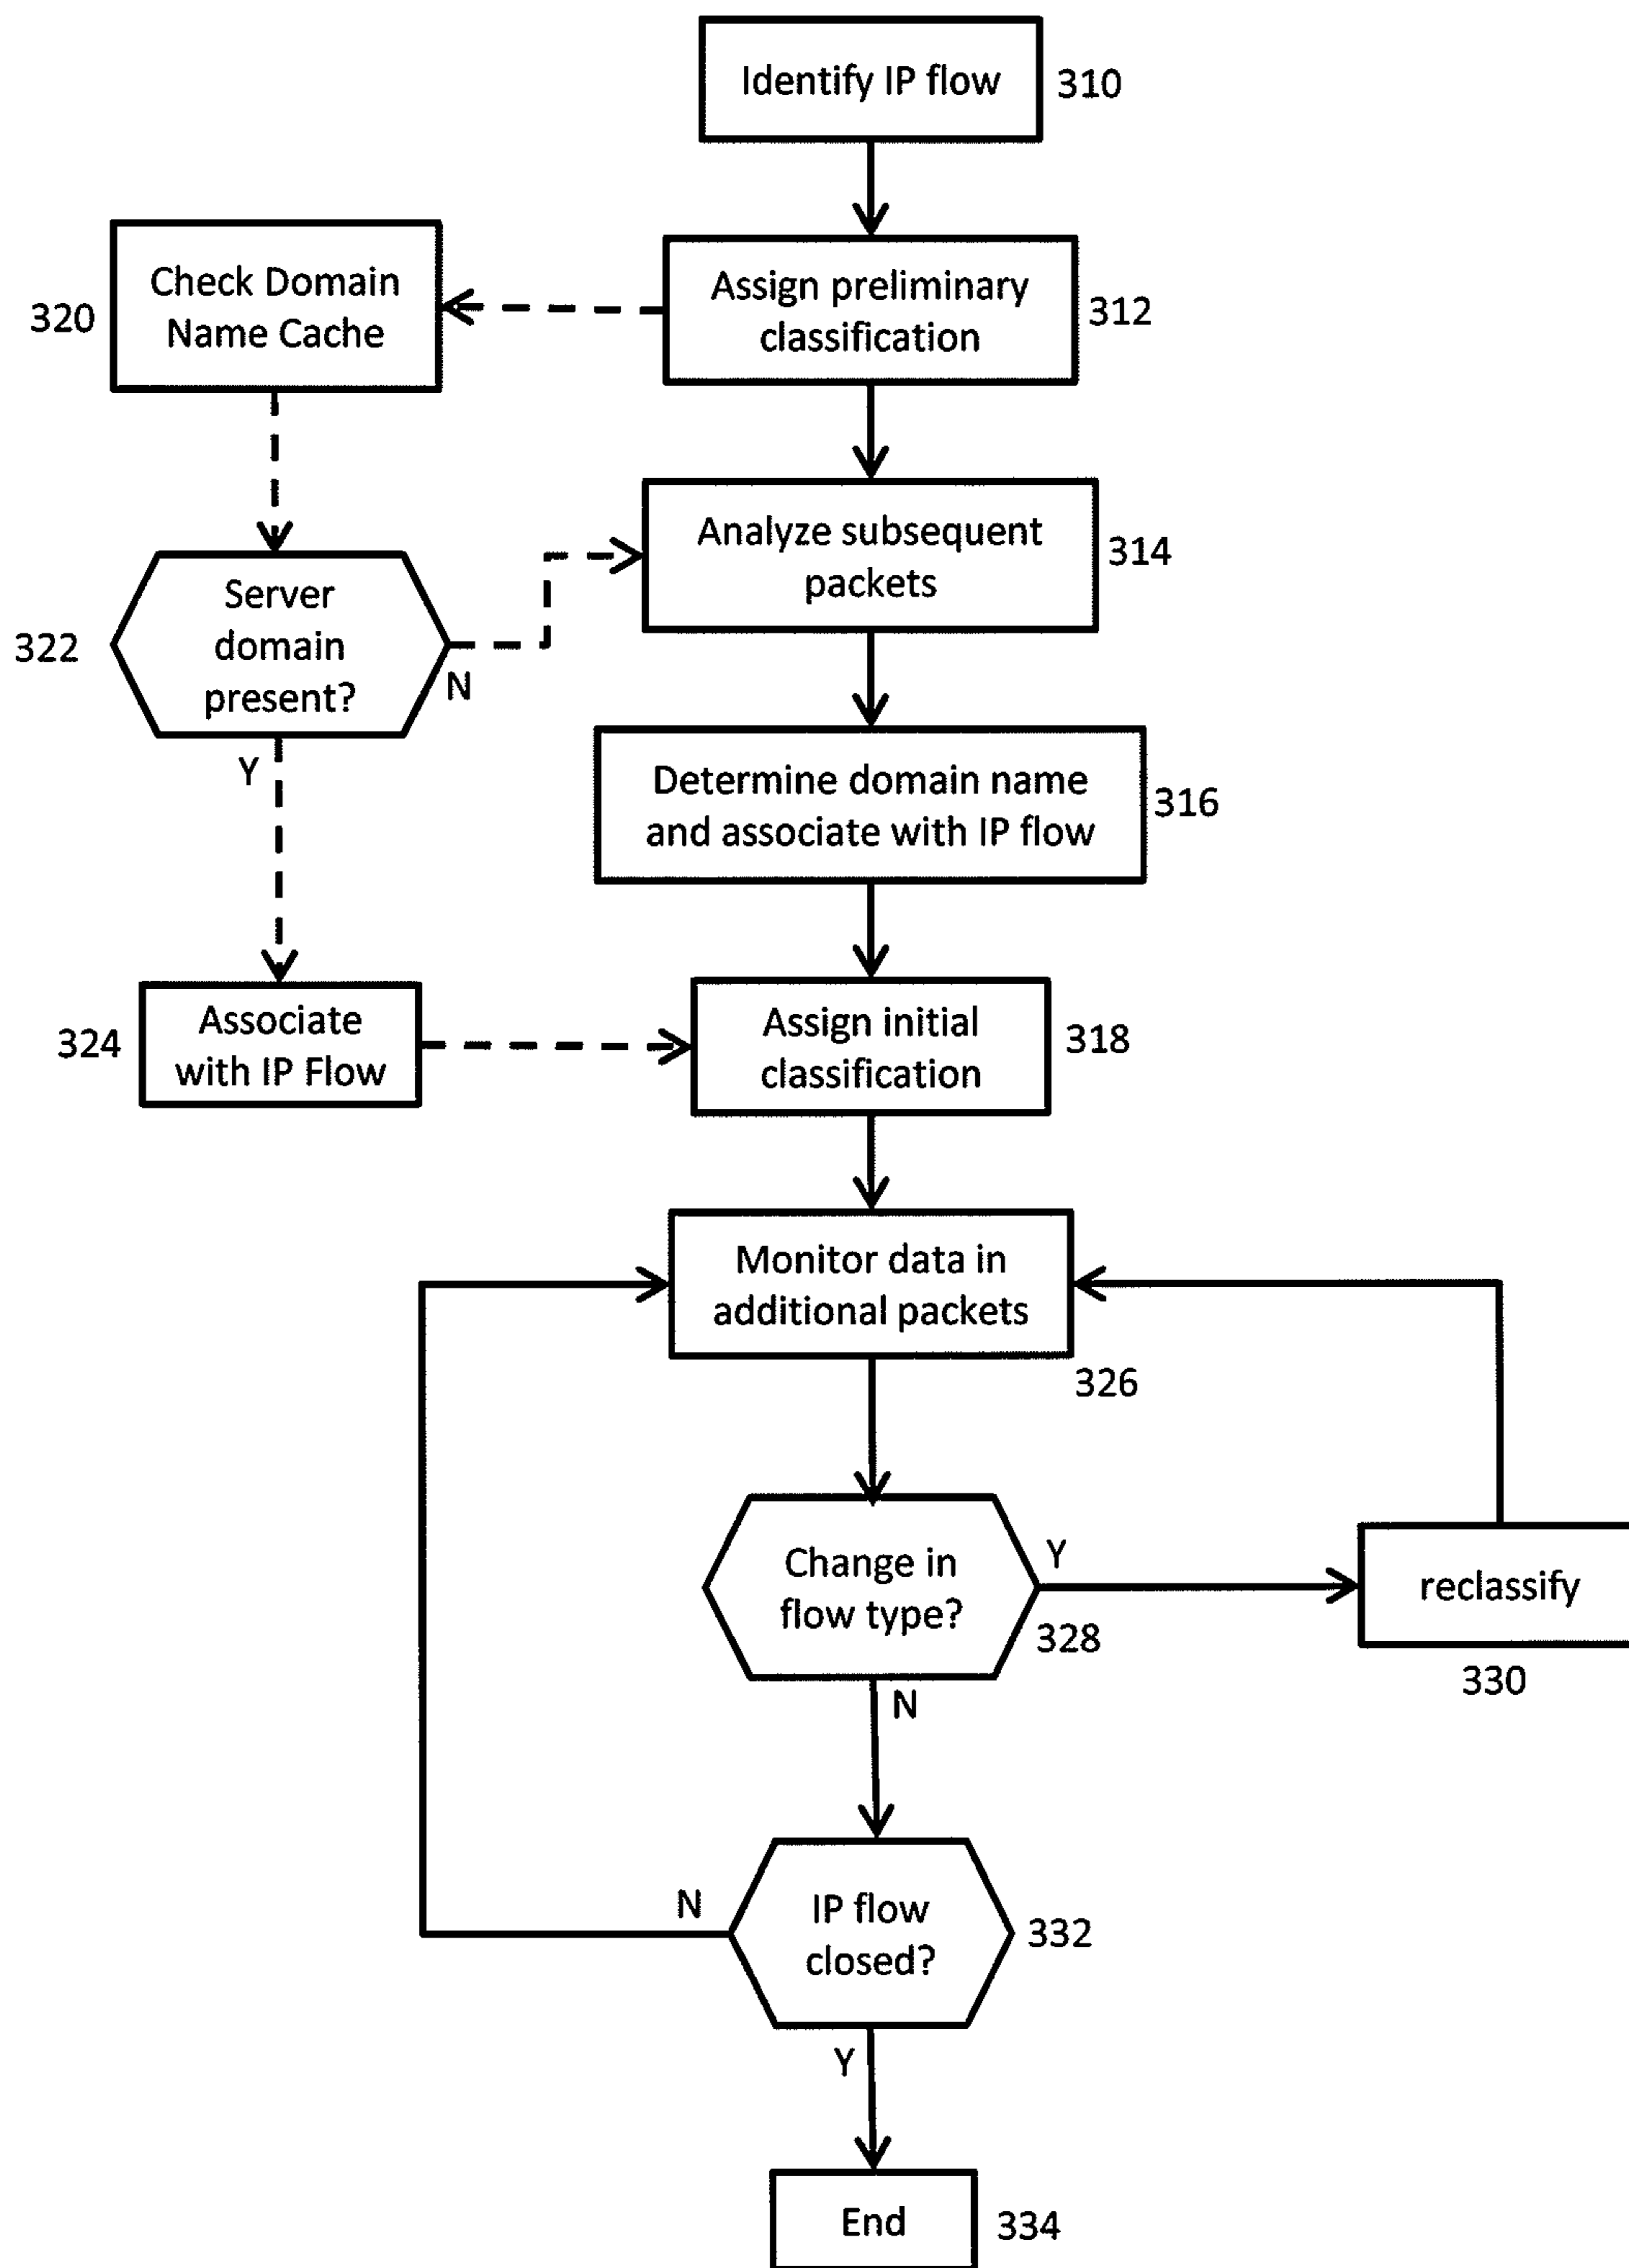 Identify IP flow
310
Check Domain
Name Cache
320
Assign preliminary
classification
312
Analyze subsequent
packets
314
Server
domain
present?
322
N
Y
Determine domain name
and associate with IP flow
316
Associate
with IP Flow
324
Assign initial
classification
318
Monitor data in
additional packets
326
Change in
flow type?
328
Y
reclassify
330
N
IP flow
closed?
332
N
Y
End
334